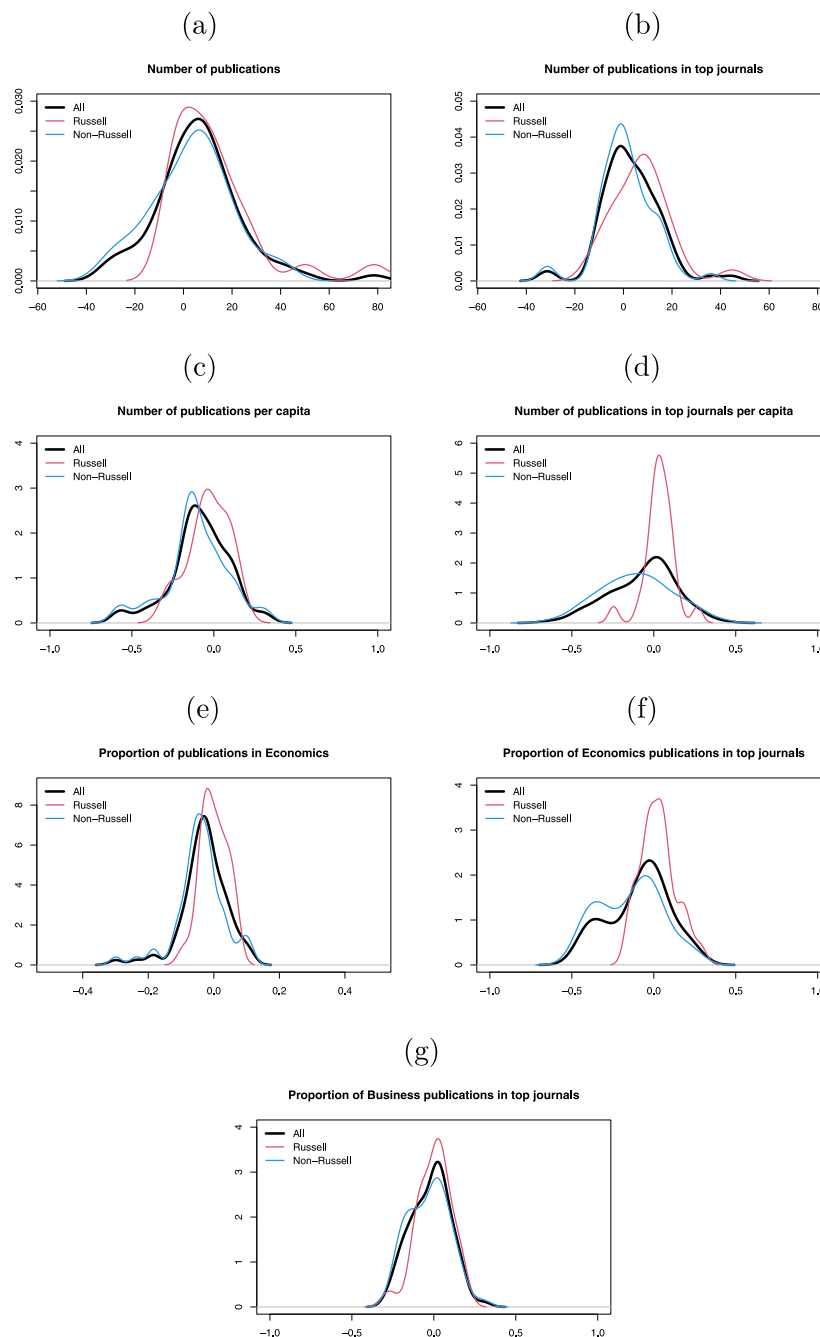 (a)
Number of publications
All
Russell
Non−Russell
0.000
0.010
0.020
0.030
−60 −40 −20 0 20 40 60 80
(b)
Number of publications in top journals
All
Russell
Non−Russell
0.00
0.01
0.02
0.03
0.04
0.05
−60 −40 −20 0 20 40 60 80
(c)
Number of publications per capita
All
Russell
Non−Russell
0
1
2
3
4
−1.0 −0.5 0.0 0.5 1.0
(d)
Number of publications in top journals per capita
All
Russell
Non−Russell
0
1
2
3
4
5
6
−1.0 −0.5 0.0 0.5 1.0
(e)
Proportion of publications in Economics
All
Russell
Non−Russell
0
2
4
6
8
−0.4 −0.2 0.0 0.2 0.4
(f)
Proportion of Economics publications in top journals
All
Russell
Non−Russell
0
1
2
3
4
−1.0 −0.5 0.0 0.5 1.0
(g)
Proportion of Business publications in top journals
All
Russell
Non−Russell
0
1
2
3
4
−1.0 −0.5 0.0 0.5 1.0